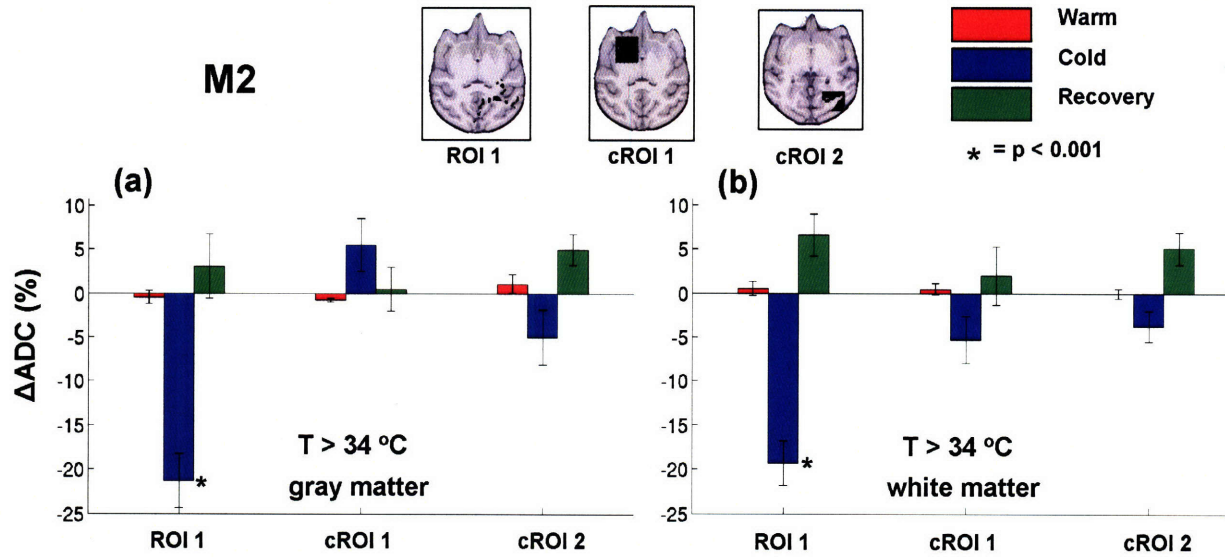 M2
ROI 1
cROI 1
cROI 2
Warm
Cold
Recovery
* = p < 0.001
(a)
ΔADC (%)
10
5
0
-5
-10
-15
-20
-25
*
T > 34 ºC
gray matter
ROI 1
cROI 1
cROI 2
(b)
10
5
0
-5
-10
-15
-20
-25
*
T > 34 ºC
white matter
ROI 1
cROI 1
cROI 2